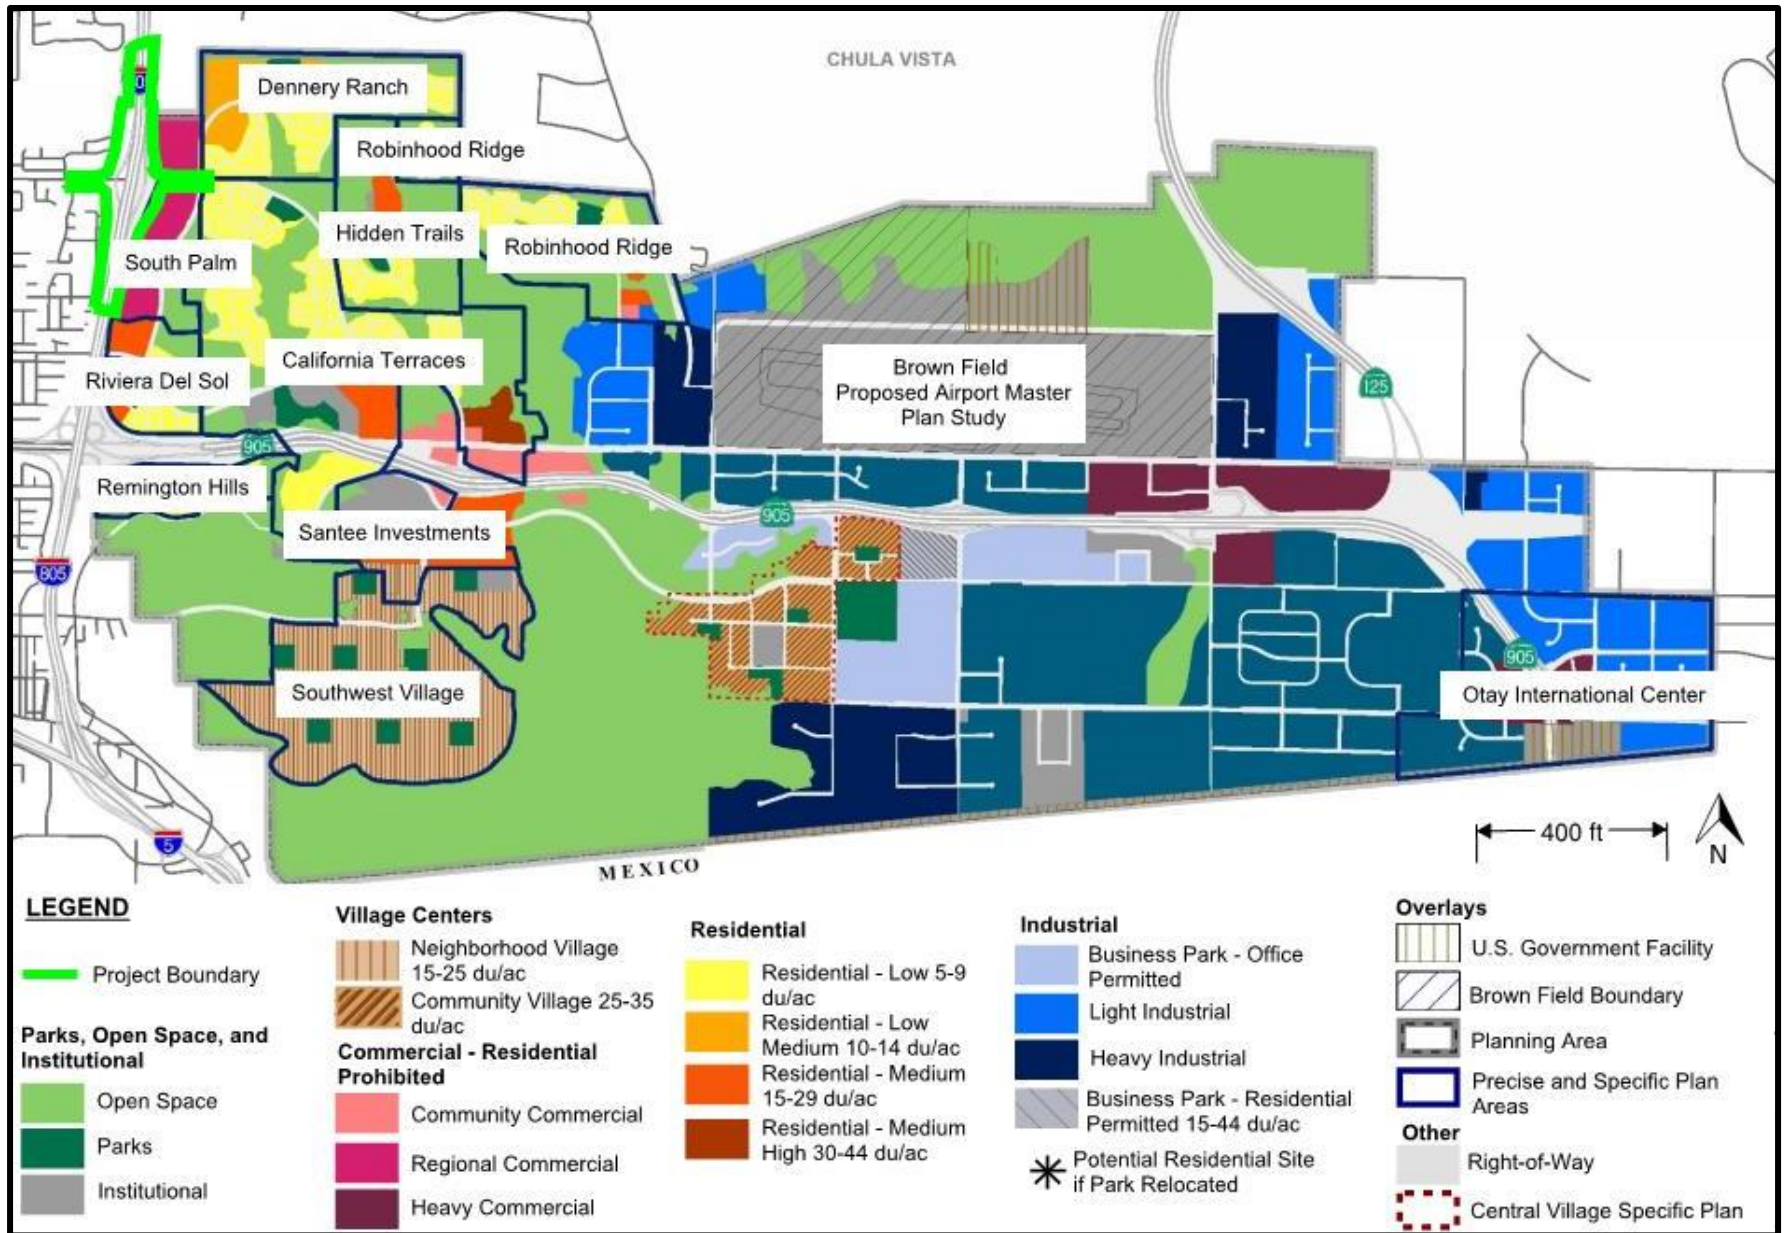 CHULA VISTA
Dennery Ranch
Robinhood Ridge
Hidden Trails
Robinhood Ridge
South Palm
California Terraces
Riviera Del Sol
Brown Field
Proposed Airport Master
Plan Study
125
905
Remington Hills
905
Santee Investments
805
905
Southwest Village
Otay International Center
5
MEXICO
400 ft
N
LEGEND
Project Boundary
Parks, Open Space, and
Institutional
Open Space
Parks
Institutional
Village Centers
Neighborhood Village
15-25 du/ac
Community Village 25-35
du/ac
Commercial - Residential
Prohibited
Community Commercial
Regional Commercial
Heavy Commercial
Residential
Residential - Low 5-9
du/ac
Residential - Low
Medium 10-14 du/ac
Residential - Medium
15-29 du/ac
Residential - Medium
High 30-44 du/ac
Industrial
Business Park - Office
Permitted
Light Industrial
Heavy Industrial
Business Park - Residential
Permitted 15-44 du/ac
Potential Residential Site
if Park Relocated
Overlays
U.S. Government Facility
Brown Field Boundary
Planning Area
Precise and Specific Plan
Areas
Other
Right-of-Way
Central Village Specific Plan